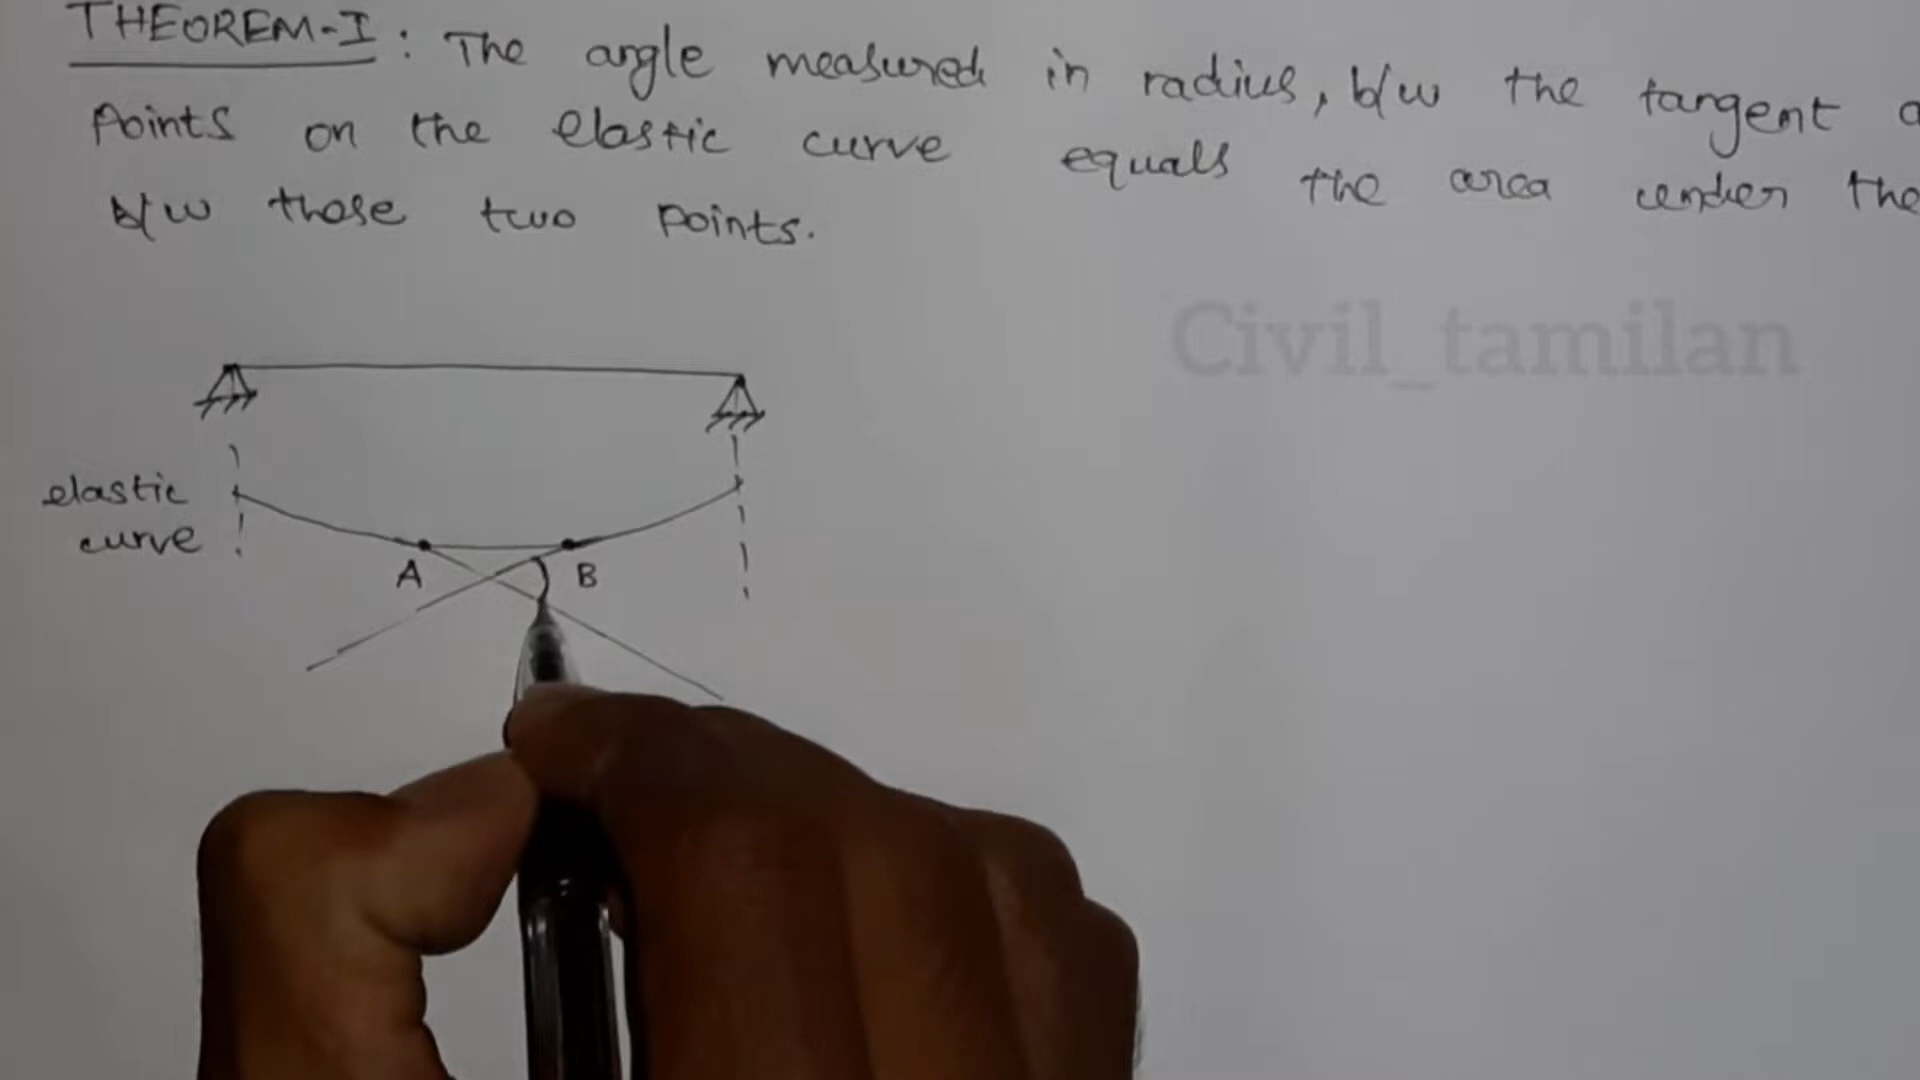 THEOREM-I : The angle measured in radius, b/w the tangent
points on the elastic curve equals the area under the
b/w those two points.
Civil_tamilan
elastic
curve
A
B